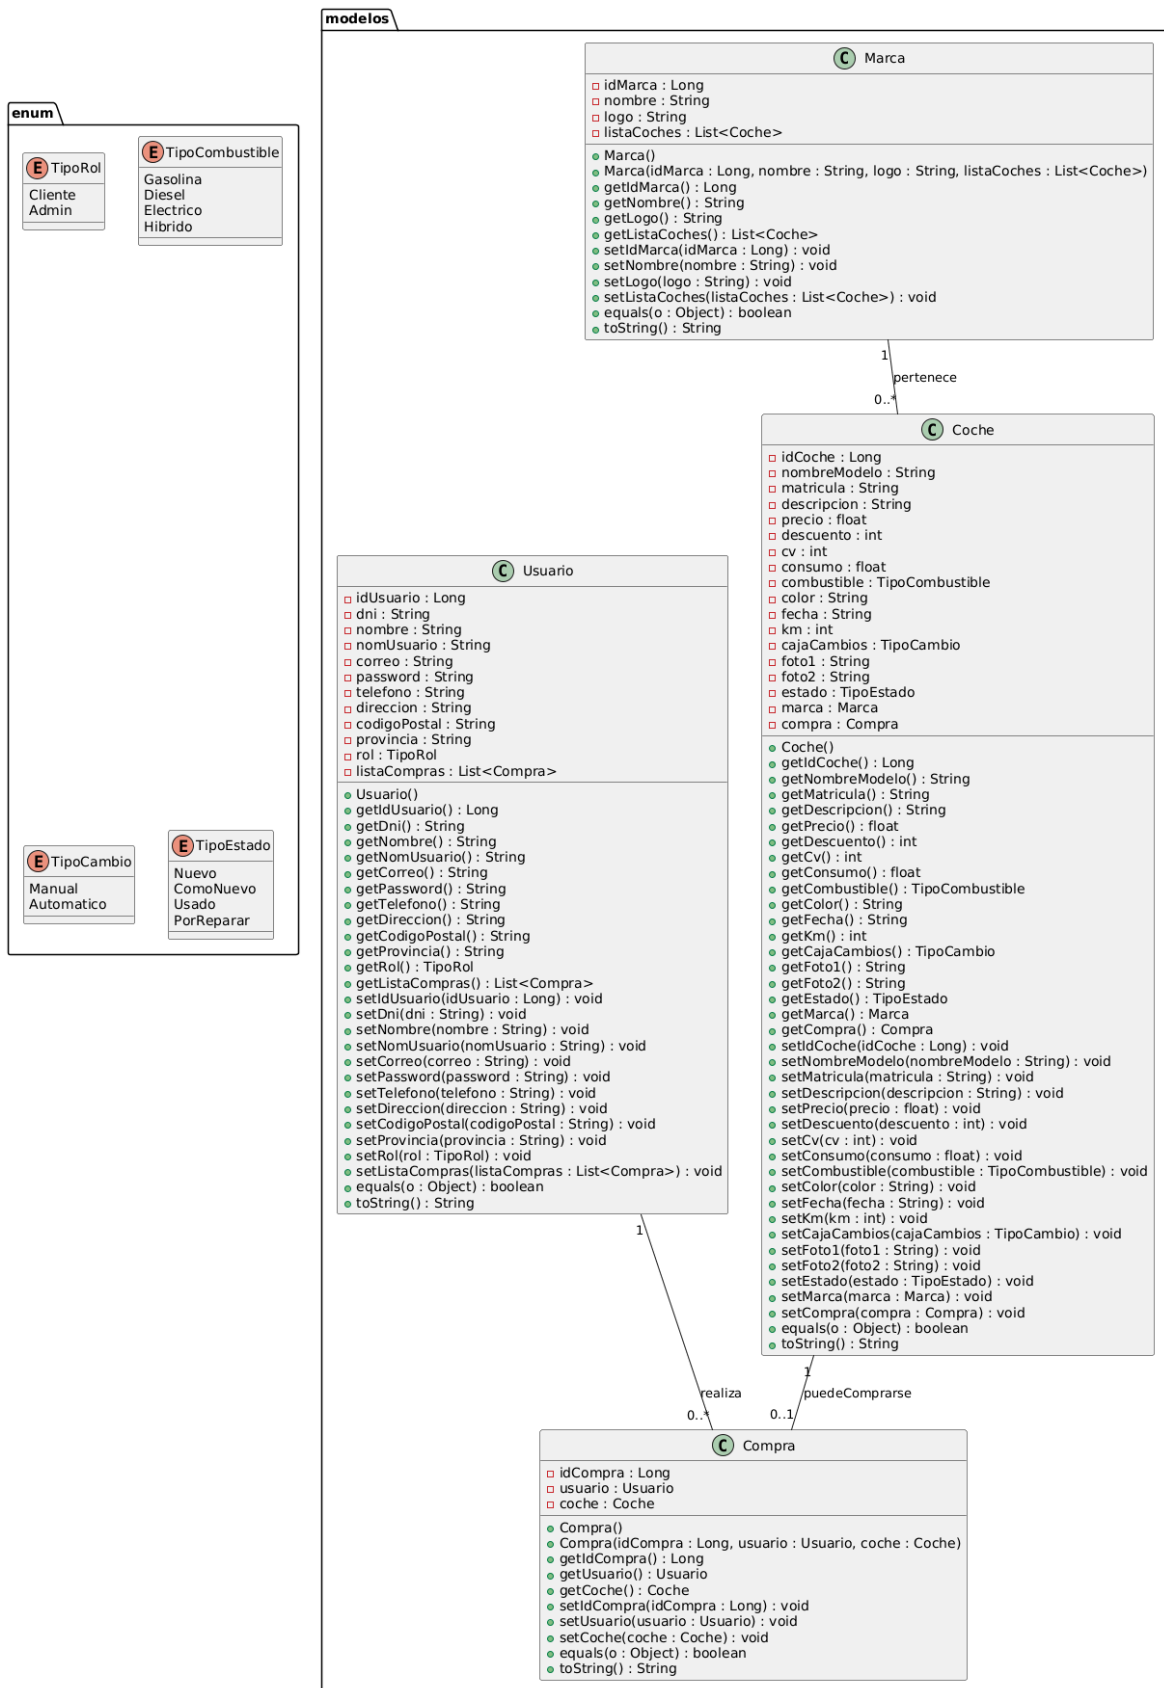 modelos
C Marca
idMarca : Long
nombre : String
logo : String
listaCoches : List<Coche>
Marca()
Marca(idMarca : Long, nombre : String, logo : String, listaCoches : List<Coche>)
getIdMarca() : Long
getNombre() : String
getLogo() : String
getListaCoches() : List<Coche>
setIdMarca(idMarca : Long) : void
setNombre(nombre : String) : void
setLogo(logo : String) : void
setListaCoches(listaCoches : List<Coche>) : void
equals(o : Object) : boolean
toString() : String
enum
E TipoRol
Cliente
Admin
E TipoCombustible
Gasolina
Diesel
Electrico
Hibrido
1
pertenece
0..*
C Coche
idCoche : Long
nombreModelo : String
matricula : String
descripcion : String
precio : float
descuento : int
cv : int
consumo : float
combustible : TipoCombustible
color : String
fecha : String
km : int
cajaCambios : TipoCambio
foto1 : String
foto2 : String
estado : TipoEstado
marca : Marca
compra : Compra
Coche()
getIdCoche() : Long
getNombreModelo() : String
getMatricula() : String
getDescripcion() : String
getPrecio() : float
getDescuento() : int
getCv() : int
getConsumo() : float
getCombustible() : TipoCombustible
getColor() : String
getFecha() : String
getKm() : int
getCajaCambios() : TipoCambio
getFoto1() : String
getFoto2() : String
getEstado() : TipoEstado
getMarca() : Marca
getCompra() : Compra
setIdCoche(idCoche : Long) : void
setNombreModelo(nombreModelo : String) : void
setMatricula(matricula : String) : void
setDescripcion(descripcion : String) : void
setPrecio(precio : float) : void
setDescuento(descuento : int) : void
setCv(cv : int) : void
setConsumo(consumo : float) : void
setCombustible(combustible : TipoCombustible) : void
setColor(color : String) : void
setFecha(fecha : String) : void
setKm(km : int) : void
setCajaCambios(cajaCambios : TipoCambio) : void
setFoto1(foto1 : String) : void
setFoto2(foto2 : String) : void
setEstado(estado : TipoEstado) : void
setMarca(marca : Marca) : void
setCompra(compra : Compra) : void
equals(o : Object) : boolean
toString() : String
C Usuario
idUsuario : Long
dni : String
nombre : String
nomUsuario : String
correo : String
password : String
telefono : String
direccion : String
codigoPostal : String
provincia : String
rol : TipoRol
listaCompras : List<Compra>
Usuario()
getIdUsuario() : Long
getDni() : String
getNombre() : String
getNomUsuario() : String
getCorreo() : String
getPassword() : String
getTelefono() : String
getDireccion() : String
getCodigoPostal() : String
getProvincia() : String
getRol() : TipoRol
getListaCompras() : List<Compra>
setIdUsuario(idUsuario : Long) : void
setDni(dni : String) : void
setNombre(nombre : String) : void
setNomUsuario(nomUsuario : String) : void
setCorreo(correo : String) : void
setPassword(password : String) : void
setTelefono(telefono : String) : void
setDireccion(direccion : String) : void
setCodigoPostal(codigoPostal : String) : void
setProvincia(provincia : String) : void
setRol(rol : TipoRol) : void
setListaCompras(listaCompras : List<Compra>) : void
equals(o : Object) : boolean
toString() : String
E TipoCambio
Manual
Automatico
E TipoEstado
Nuevo
ComoNuevo
Usado
PorReparar
1
realiza
0..*
1
puedeComprarse
0..1
C Compra
idCompra : Long
usuario : Usuario
coche : Coche
Compra()
Compra(idCompra : Long, usuario : Usuario, coche : Coche)
getIdCompra() : Long
getUsuario() : Usuario
getCoche() : Coche
setIdCompra(idCompra : Long) : void
setUsuario(usuario : Usuario) : void
setCoche(coche : Coche) : void
equals(o : Object) : boolean
toString() : String